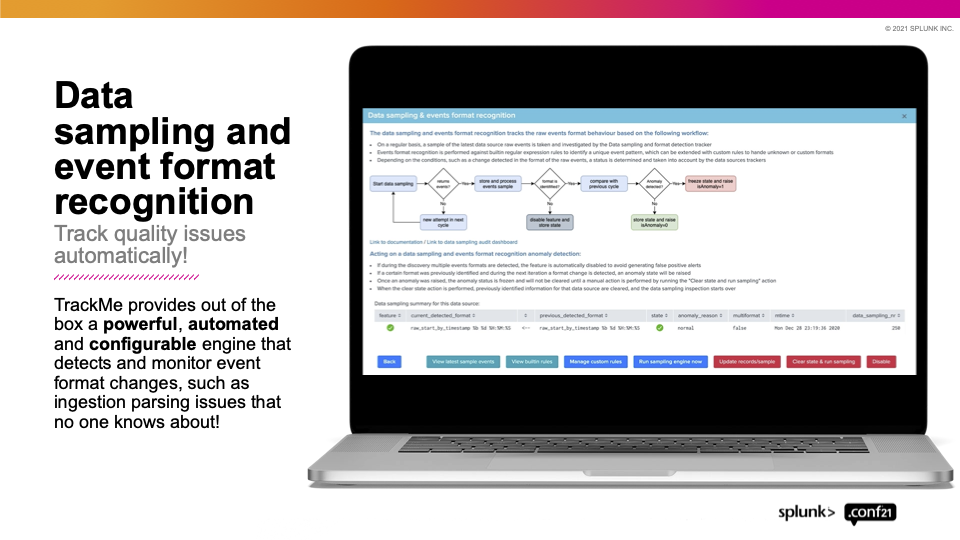 © 2021 SPLUNK INC.
Data
sampling and
event format
recognition
Track quality issues
automatically!
TrackMe provides out of the
box a powerful, automated
and configurable engine that
detects and monitor event
format changes, such as
ingestion parsing issues that
no one knows about!
Data sampling & events format recognition
The data sampling and events format recognition tracks the raw events format behaviour based on the following workflow:
On a regular basis, a sample of the latest data source raw events is taken and investigated by the Data sampling and format detection tracker
Events format recognition is performed against builtin regular expression rules to identify a unique event pattern, which can be extended with custom rules to hande unknown or custom formats
Depending on the conditions, such as a change detected in the format of the raw events, a status is determined and taken into account by the data sources trackers
Start data sampling
returns
events?
Yes
store and process
events sample
format is
identified?
Yes
compare with
previous cycle
Anomaly
detected?
Yes
freeze state and raise
isAnomaly=1
No
No
No
new attempt in next
cycle
disable feature and
store state
store state and raise
isAnomaly=0
Link to documentation / Link to data sampling audit dashboard
Acting on a data sampling and events format recognition anomaly detection:
If during the discovery multiple events formats are detected, the feature is automatically disabled to avoid generating false positive alerts
If a certain format was previously identified and during the next iteration a format change is detected, an anomaly state will be raised
Once an anomaly was raised, the anomaly status is frozen and will not be cleared until a manual action is performed by running the "Clear state and run sampling" action
When the clear state action is performed, previously identified information for that data source are cleared, and the data sampling inspection starts over
Data sampling summary for this data source:
feature current_detected_format previous_detected_format state anomaly_reason multiformat mtime data_sampling_nr
raw_start_by_timestamp %b %d %H:%M:%S <-- raw_start_by_timestamp %b %d %H:%M:%S normal false Mon Dec 28 23:19:36 2020 250
Back View latest sample events View builtin rules Manage custom rules Run sampling engine now Update records/sample Clear state & run sampling Disable
splunk> .conf21